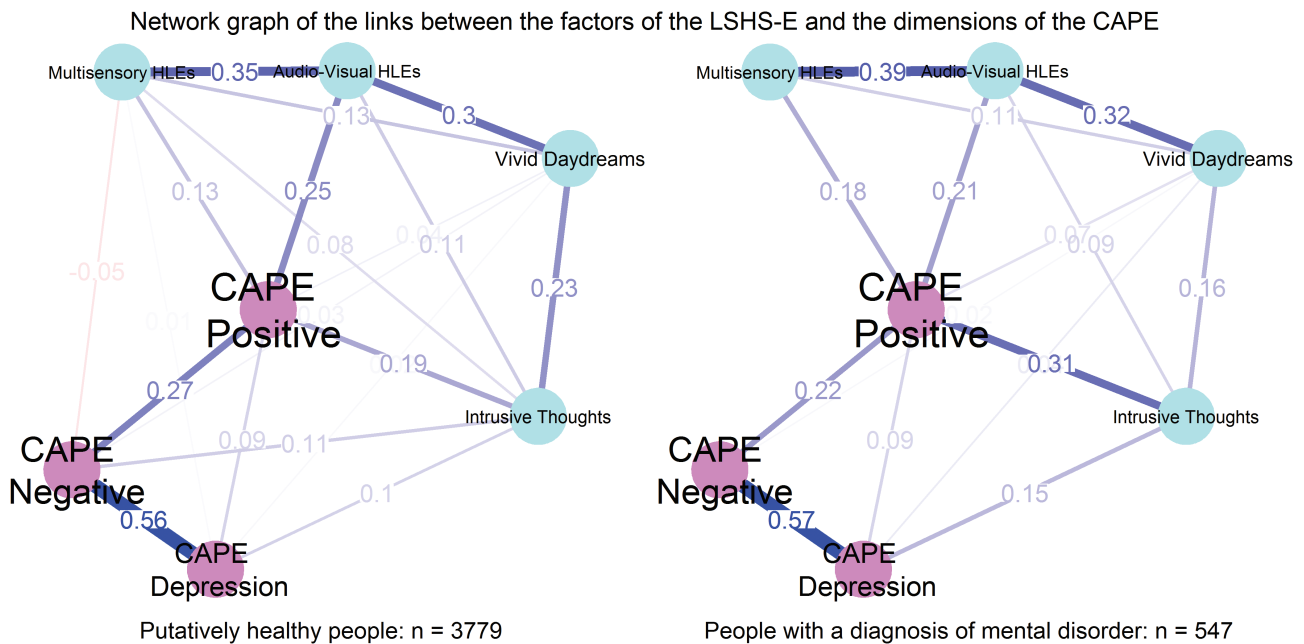 Network graph of the links between the factors of the LSHS-E and the dimensions of the CAPE
Multisensory HLEs
0.35
Audio-Visual HLEs
0.13
0.3
Vivid Daydreams
0.13
0.25
0.08
0.04
0.11
-0.05
0.23
CAPE
Positive
0.01
0.03
0.19
0.27
Intrusive Thoughts
0.09
0.11
CAPE
Negative
0.1
0.56
CAPE
Depression
Putatively healthy people: n = 3779
Multisensory HLEs
0.39
Audio-Visual HLEs
0.11
0.32
Vivid Daydreams
0.18
0.21
0.07
0.09
0.16
CAPE
Positive
0.02
0.31
0.22
Intrusive Thoughts
0.09
CAPE
Negative
0.15
0.57
CAPE
Depression
People with a diagnosis of mental disorder: n = 547